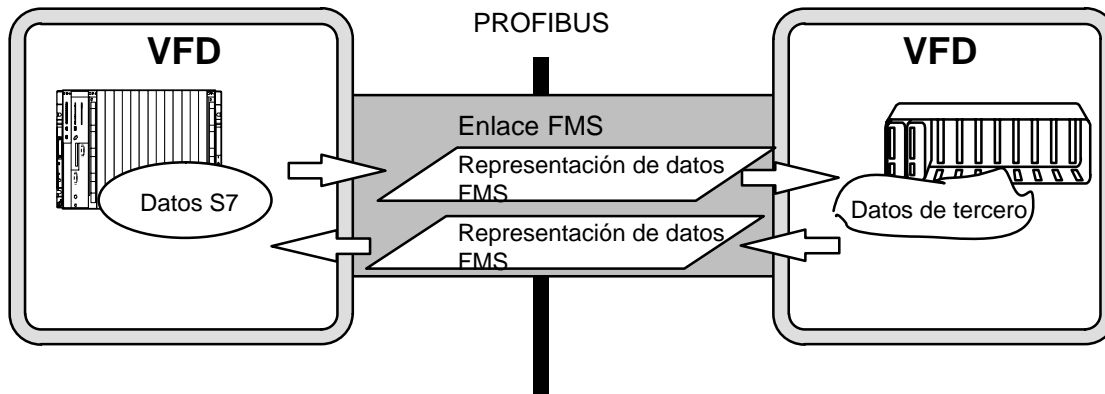 PROFIBUS
VFD
VFD
Enlace FMS
Representación de datos
FMS
Datos S7
Datos de tercero
Representación de datos
FMS